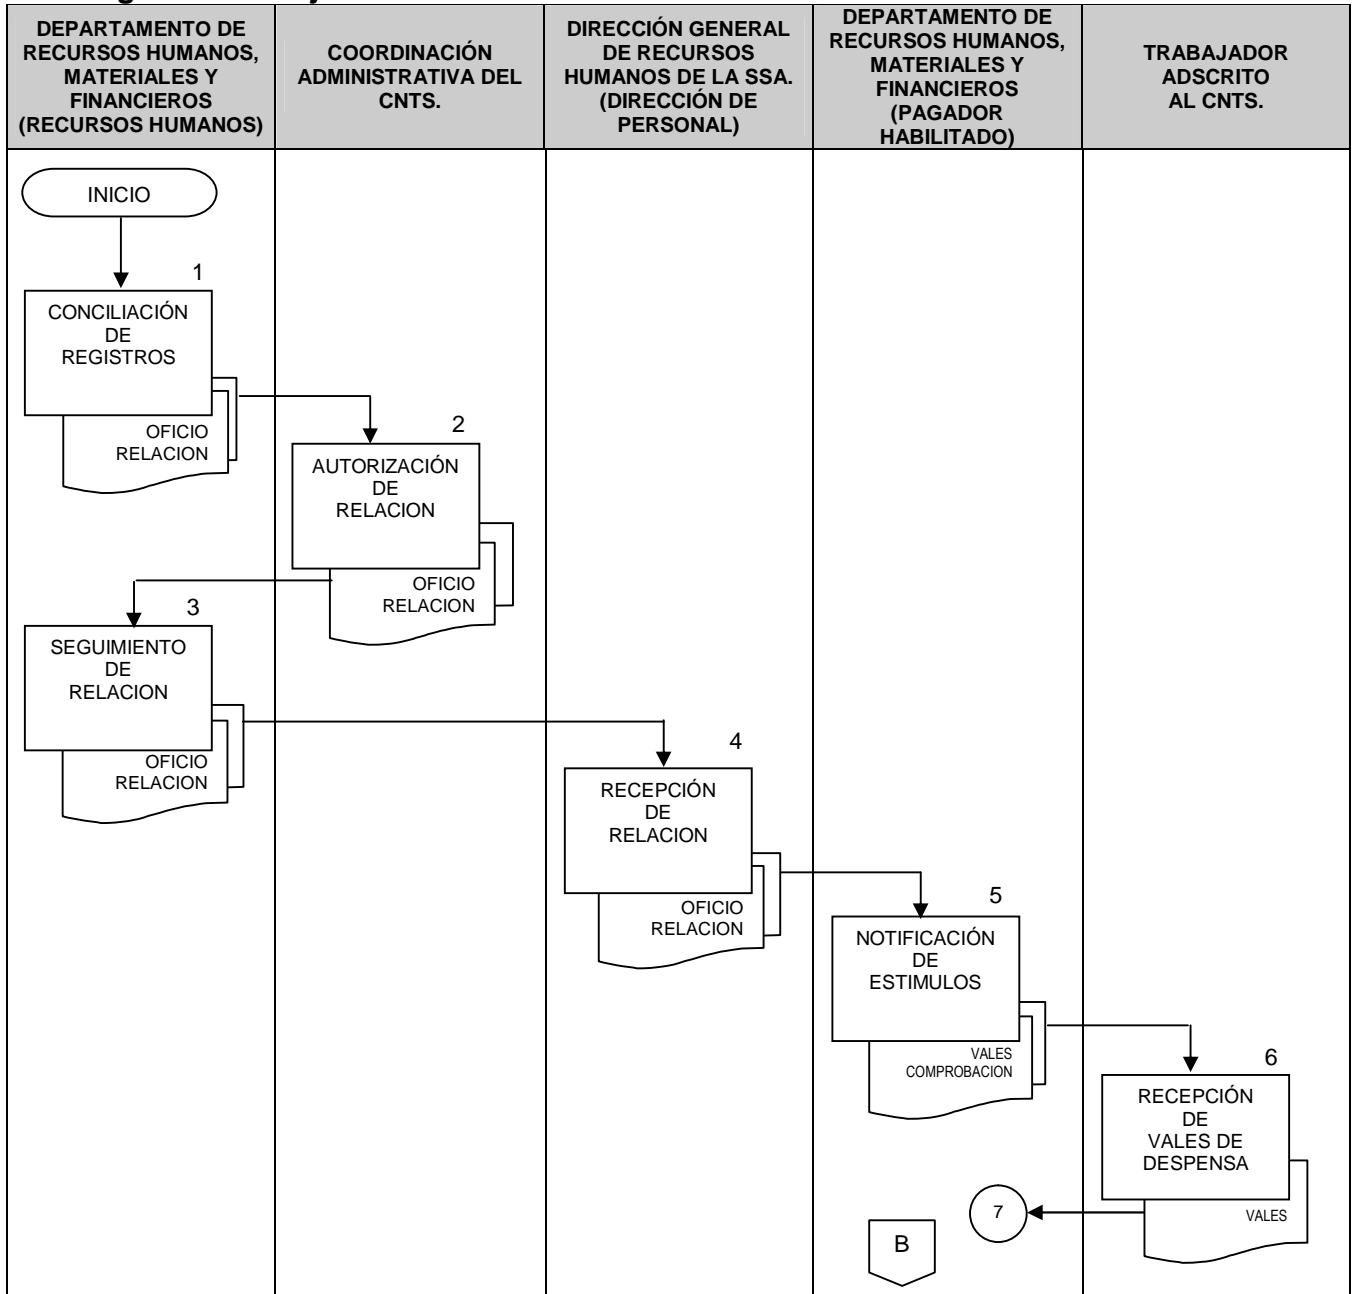 DEPARTAMENTO DE
RECURSOS HUMANOS,
MATERIALES Y
FINANCIEROS
(RECURSOS HUMANOS)
COORDINACIÓN
ADMINISTRATIVA DEL
CNTS.
DIRECCIÓN GENERAL
DE RECURSOS
HUMANOS DE LA SSA.
(DIRECCIÓN DE
PERSONAL)
DEPARTAMENTO DE
RECURSOS HUMANOS,
MATERIALES Y
FINANCIEROS
(PAGADOR
HABILITADO)
TRABAJADOR
ADSCRITO
AL CNTS.
INICIO
1
CONCILIACIÓN
DE
REGISTROS
OFICIO
RELACION
2
AUTORIZACIÓN
DE
RELACION
OFICIO
RELACION
3
SEGUIMIENTO
DE
RELACION
OFICIO
RELACION
4
RECEPCIÓN
DE
RELACION
OFICIO
RELACION
5
NOTIFICACIÓN
DE
ESTIMULOS
VALES
COMPROBACION
6
RECEPCIÓN
DE
VALES DE
DESPENSA
VALES
7
B